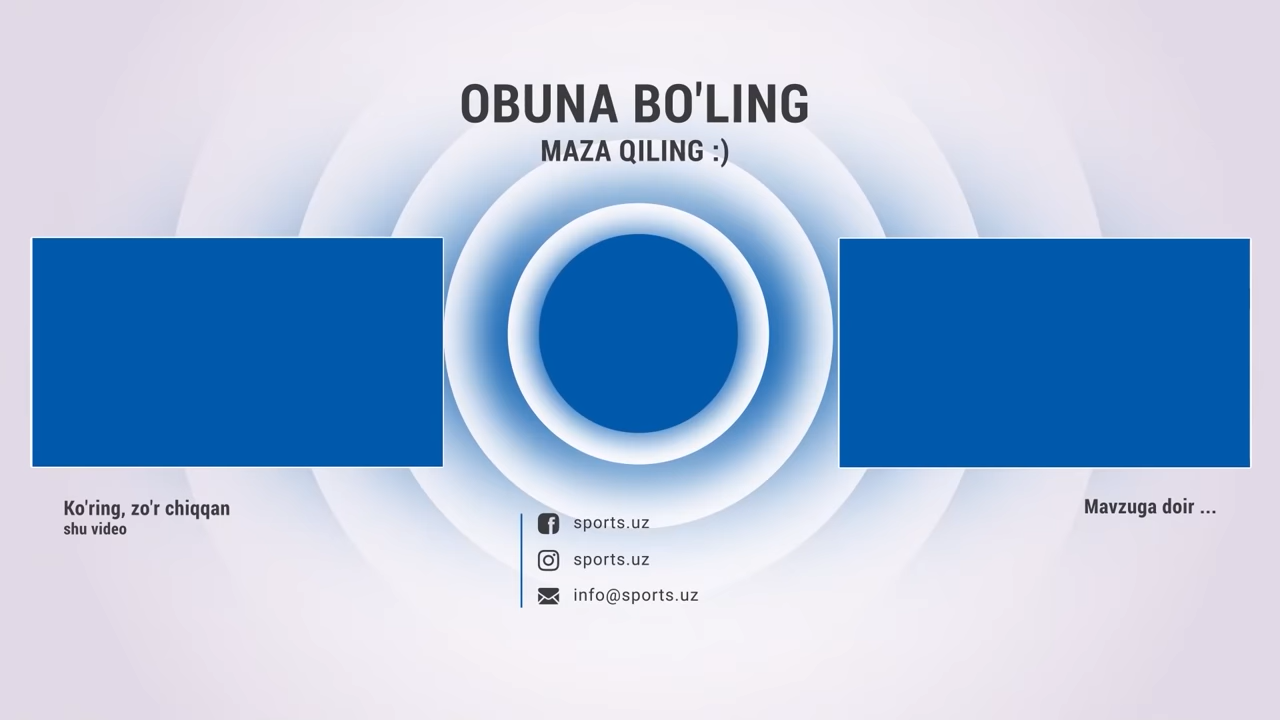 OBUNA BO'LING
MAZA QILING :)
Ko'ring, zo'r chiqqan
shu video
Mavzuga doir ...
sports.uz
sports.uz
info@sports.uz